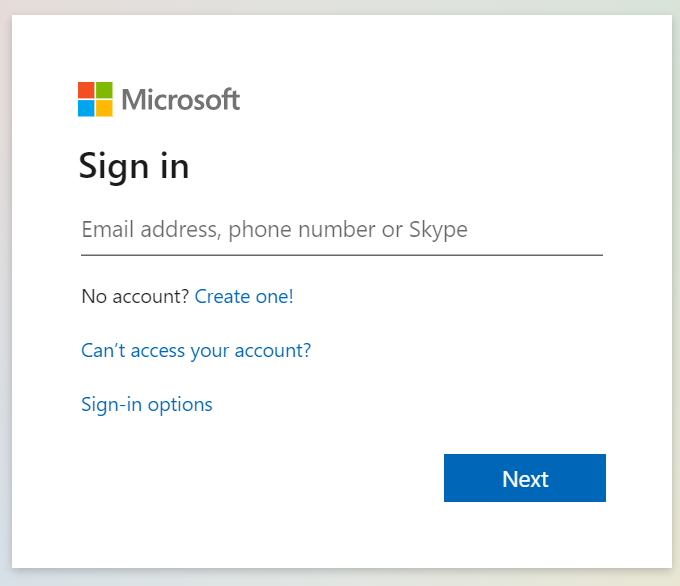 Microsoft
Sign in
Email address, phone number or Skype
No account? Create one!
Can’t access your account?
Sign-in options
Next